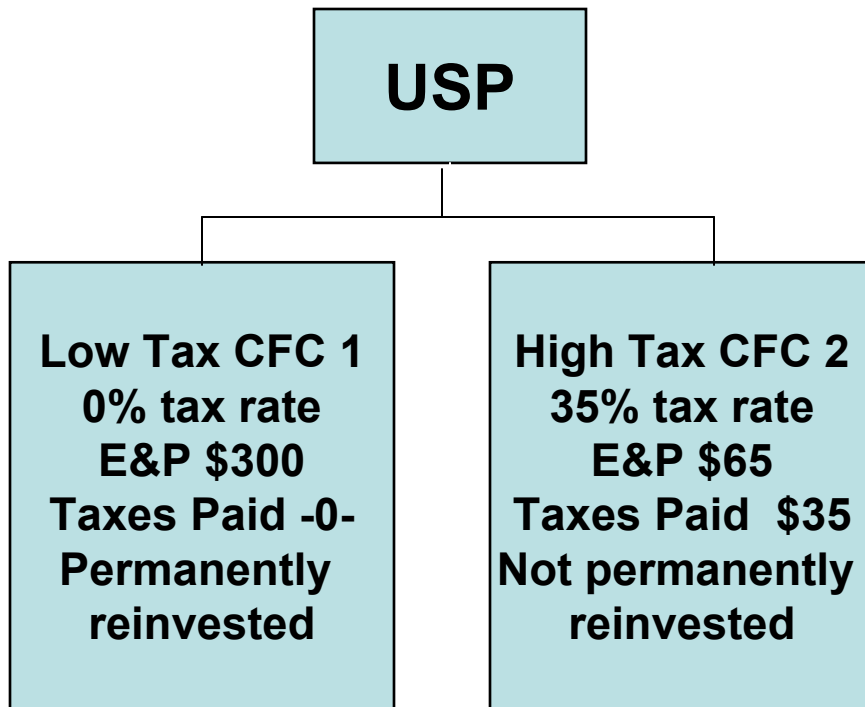 USP
Low Tax CFC 1
0% tax rate
E&P $300
Taxes Paid -0-
Permanently
reinvested
High Tax CFC 2
35% tax rate
E&P $65
Taxes Paid  $35
Not permanently
reinvested